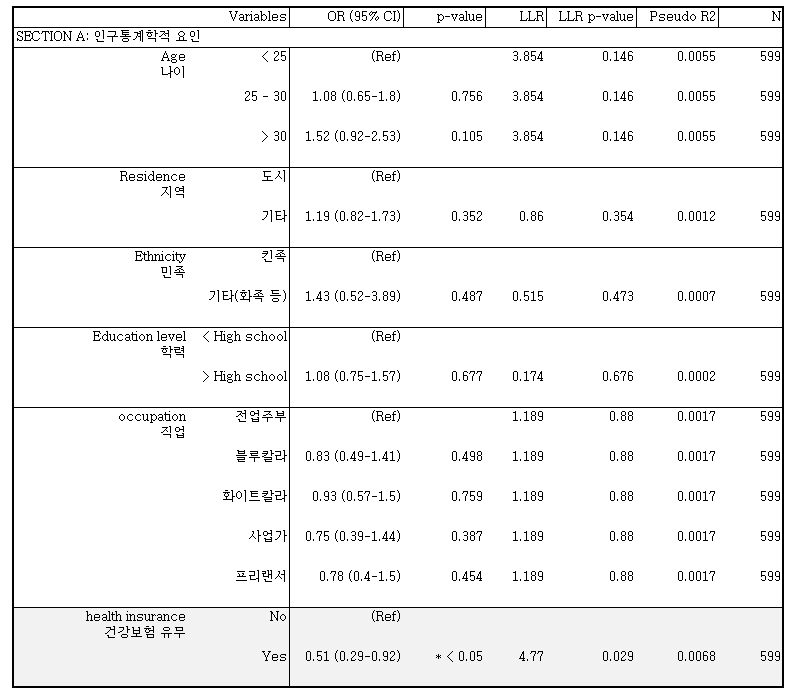 Variables OR (95% CI) p-value LLR LLR p-value Pseudo R2 N
SECTION A: 인구통계학적 요인
Age < 25 (Ref) 3.854 0.146 0.0055 599
나이
25 - 30 1.08 (0.65-1.8) 0.756 3.854 0.146 0.0055 599
> 30 1.52 (0.92-2.53) 0.105 3.854 0.146 0.0055 599
Residence 도시 (Ref)
지역
기타 1.19 (0.82-1.73) 0.352 0.86 0.354 0.0012 599
Ethnicity 킨족 (Ref)
민족
기타(화족 등) 1.43 (0.52-3.89) 0.487 0.515 0.473 0.0007 599
Education level < High school (Ref)
학력
> High school 1.08 (0.75-1.57) 0.677 0.174 0.676 0.0002 599
occupation 전업주부 (Ref) 1.189 0.88 0.0017 599
직업
블루칼라 0.83 (0.49-1.41) 0.498 1.189 0.88 0.0017 599
화이트칼라 0.93 (0.57-1.5) 0.759 1.189 0.88 0.0017 599
사업가 0.75 (0.39-1.44) 0.387 1.189 0.88 0.0017 599
프리랜서 0.78 (0.4-1.5) 0.454 1.189 0.88 0.0017 599
health insurance No (Ref)
건강보험 유무
Yes 0.51 (0.29-0.92) * < 0.05 4.77 0.029 0.0068 599